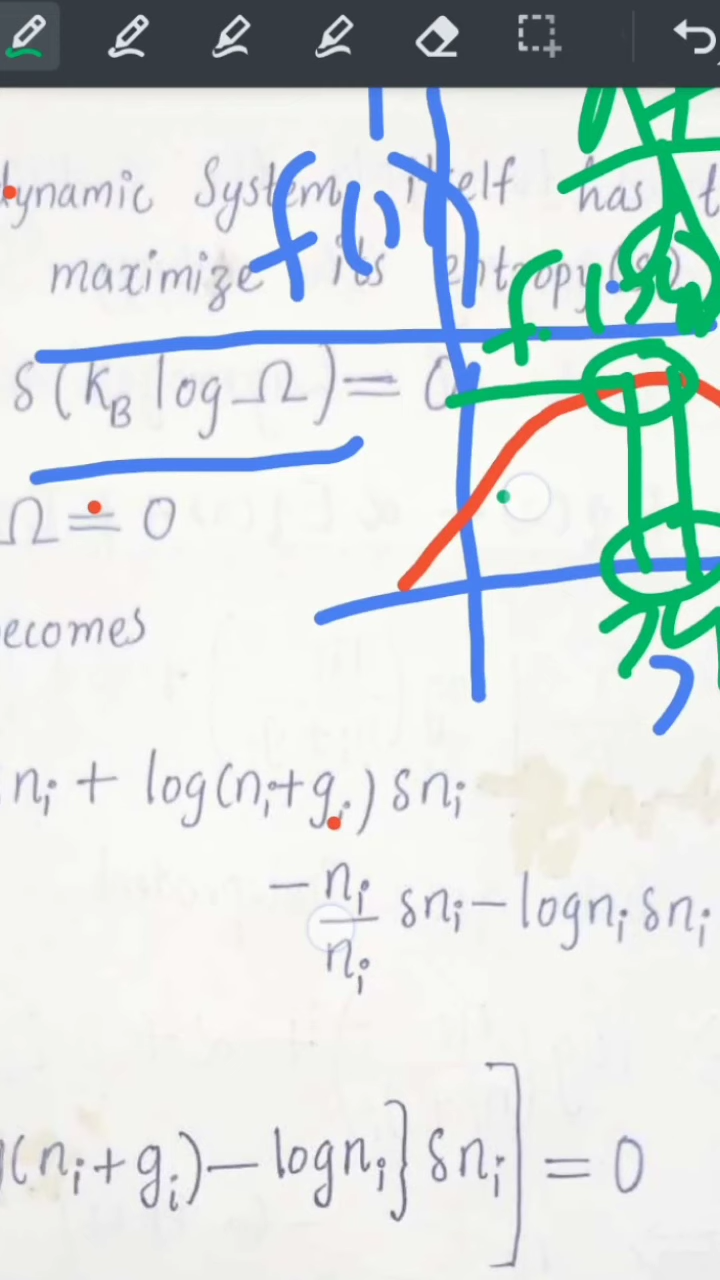 dynamic System itself has t
maximize its entropy(S)
f(
f(
δ(k_B log Ω) = 0
Ω = 0
ecomes
n_i + log(n_i+g_i) δn_i
- n_i/n_i δn_i - log n_i δn_i
(n_i+g_i) - log n_i} δn_i] = 0